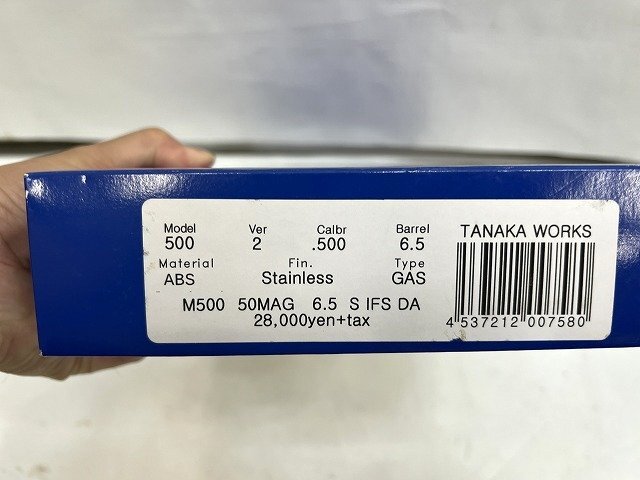 Model Ver Calbr Barrel
500 2 .500 6.5
Material Fin. Type
ABS Stainless GAS
M500 50MAG 6.5 S IFS DA
28,000yen+tax
TANAKA WORKS
4 537212 007580